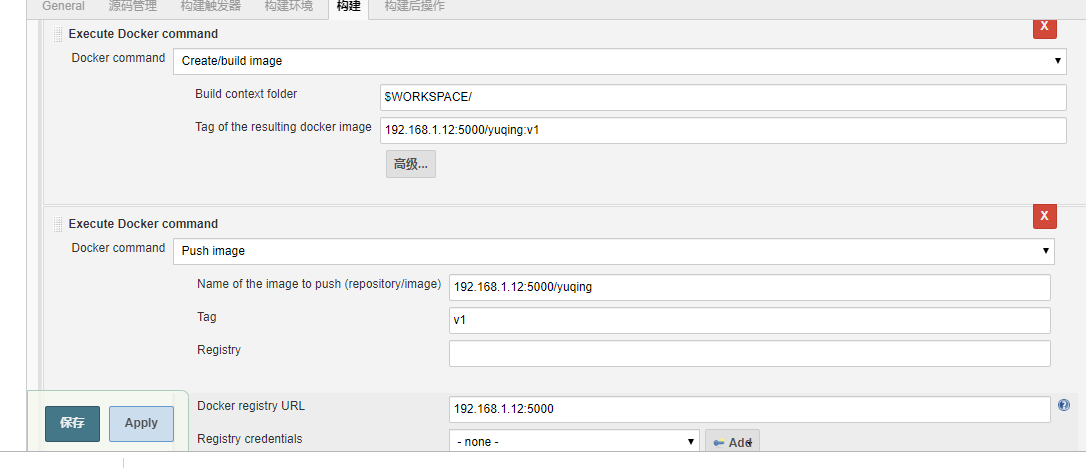 General 源码管理 构建触发器 构建环境 构建 构建后操作
Execute Docker command X
Docker command Create/build image
Build context folder $WORKSPACE/
Tag of the resulting docker image 192.168.1.12:5000/yuqing:v1
高级...
Execute Docker command X
Docker command Push image
Name of the image to push (repository/image) 192.168.1.12:5000/yuqing
Tag v1
Registry
Docker registry URL 192.168.1.12:5000
保存 Apply
Registry credentials - none - Add